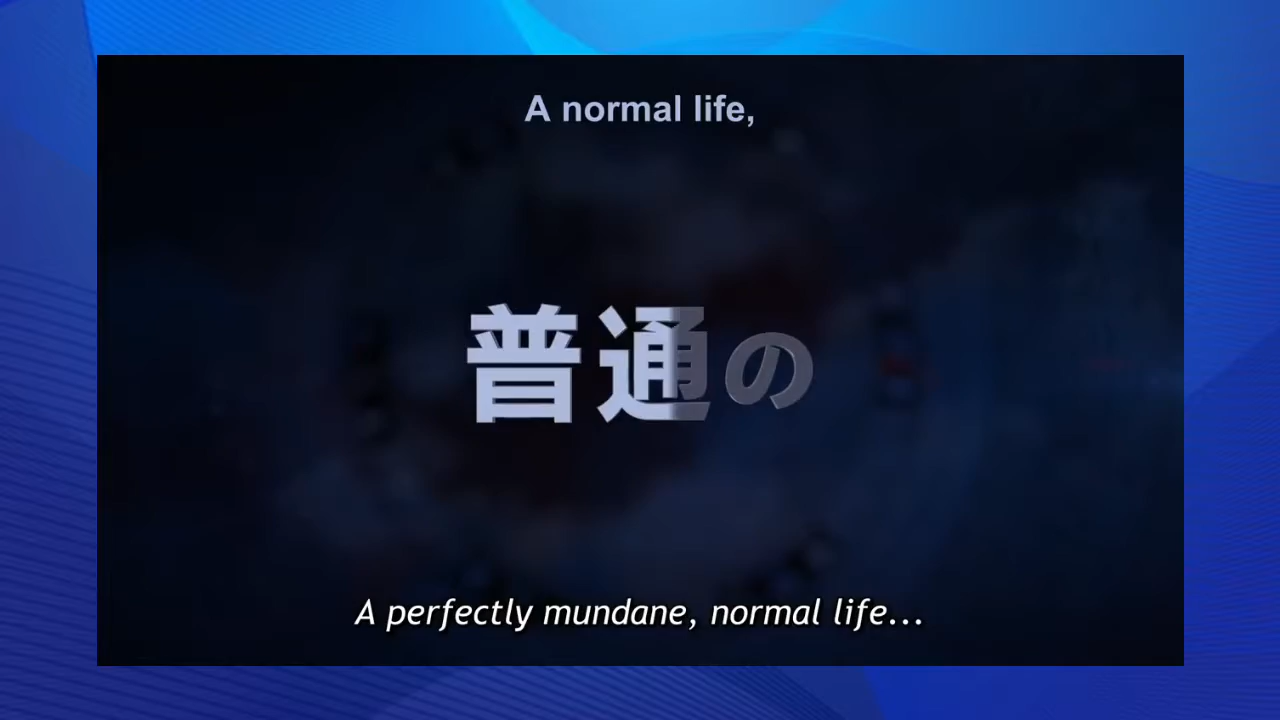 A normal life,
普通の
A perfectly mundane, normal life...